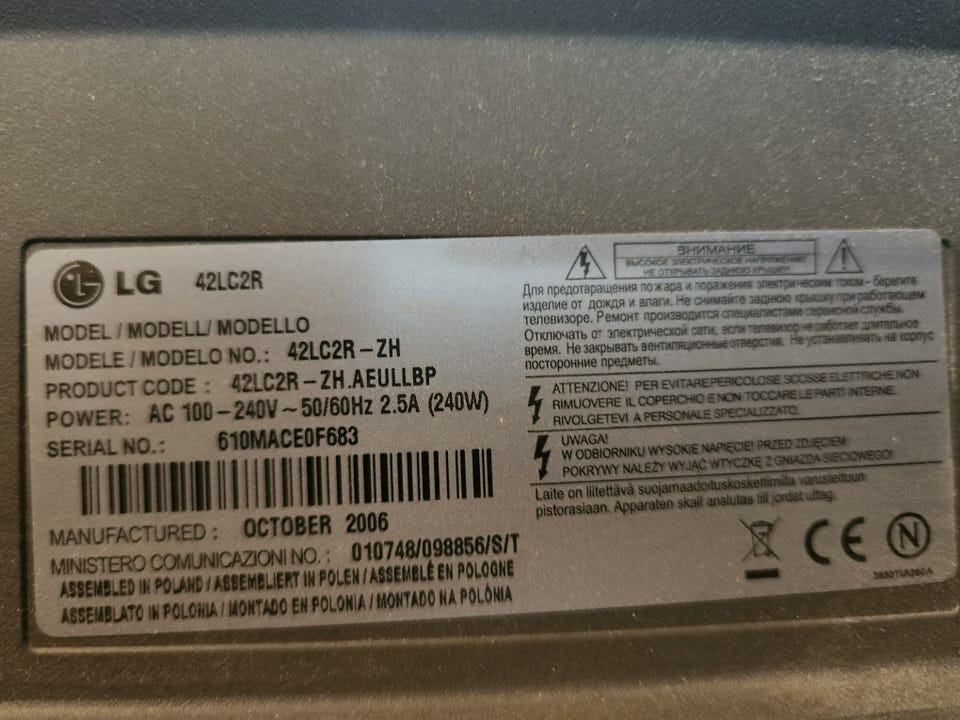 LG 42LC2R
MODEL / MODELL/ MODELLO
MODELE / MODELO NO.: 42LC2R-ZH
PRODUCT CODE : 42LC2R-ZH.AEULLBP
POWER: AC 100-240V~50/60Hz 2.5A (240W)
SERIAL NO.: 610MACE0F683
MANUFACTURED : OCTOBER 2006
MINISTERO COMUNICAZIONI NO.: 010748/098856/S/T
ASSEMBLED IN POLAND / ASSEMBLIERT IN POLEN / ASSEMBLÉ EN POLOGNE
ASSEMBLATO IN POLONIA / MONTADO EN POLONIA / MONTADO NA POLÔNIA
ВНИМАНИЕ
ВЫСОКОЕ ЭЛЕКТРИЧЕСКОЕ НАПРЯЖЕНИЕ!
НЕ ОТКРЫВАТЬ ЗАДНЮЮ КРЫШКУ!
Для предотвращения пожара и поражения электрическим током - берегите
изделие от дождя и влаги. Не снимайте заднюю крышку при работающем
телевизоре. Ремонт производится специалистами сервисной службы.
Отключать от электрической сети, если телевизор не работает длительное
время. Не закрывать вентиляционные отверстия. Не устанавливать на корпус
посторонние предметы.
ATTENZIONE! PER EVITARE PERICOLOSE SCOSSE ELETTRICHE NON
RIMUOVERE IL COPERCHIO E NON TOCCARE LE PARTI INTERNE.
RIVOLGETEVI A PERSONALE SPECIALIZZATO.
UWAGA!
W ODBIORNIKU WYSOKIE NAPIĘCIE! PRZED ZDJĘCIEM
POKRYWY NALEŻY WYJĄĆ WTYCZKĘ Z GNIAZDA SIECIOWEGO!
Laite on liitettävä suojamaadoituskoskettimilla varustettuun
pistorasiaan. Apparaten skall anslutas till jordat uttag.
CE N
3850TIA360A